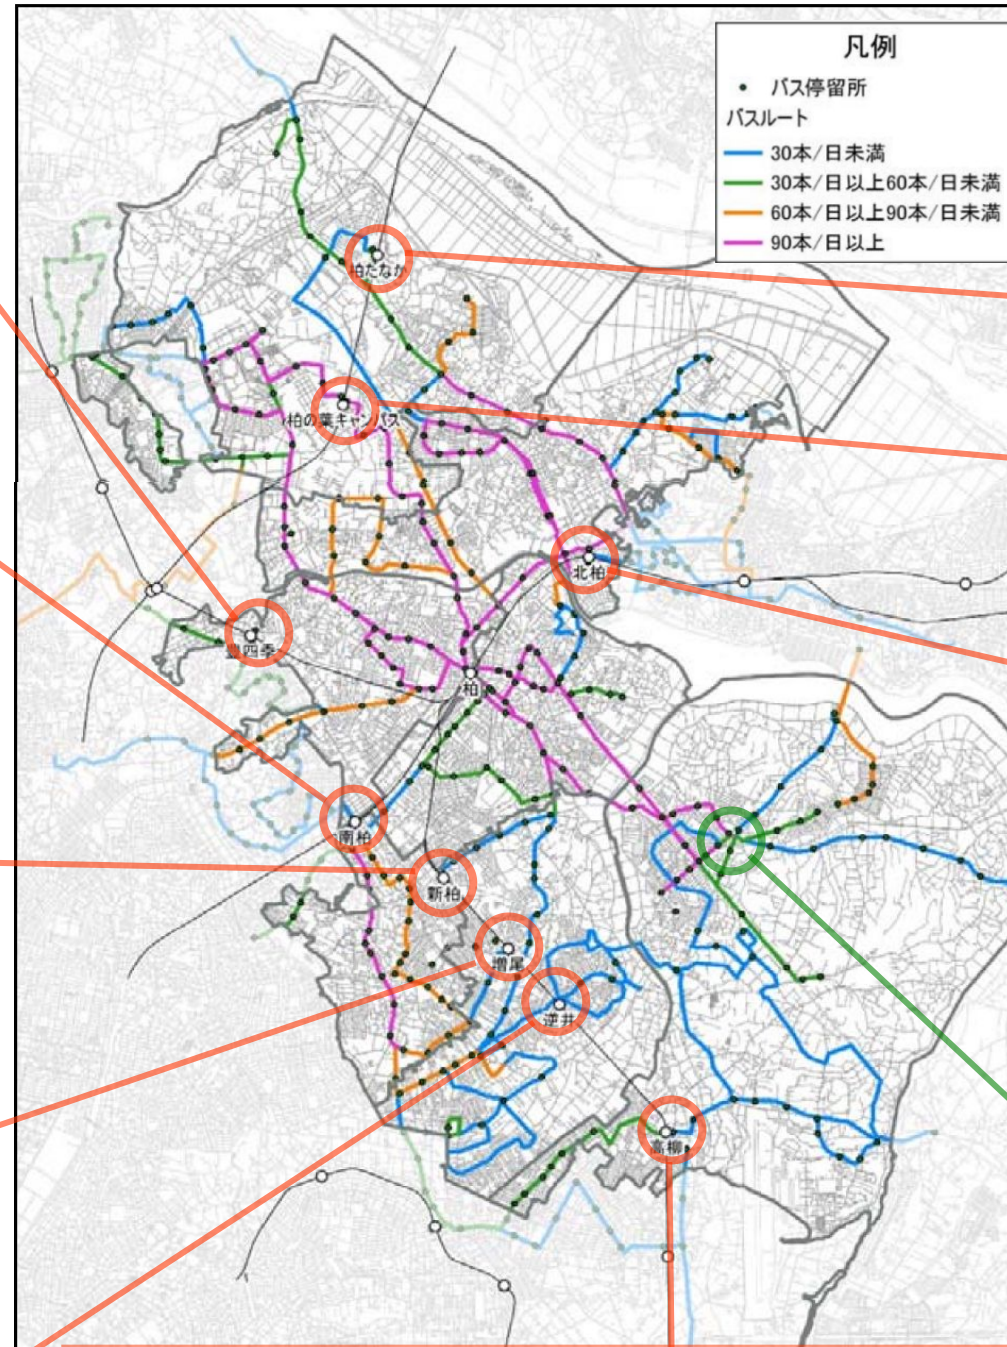 凡例
バス停留所
バスルート
30本/日未満
30本/日以上60本/日未満
60本/日以上90本/日未満
90本/日以上
柏たなか
柏の葉キャンパス
北柏
豊四季
柏
南柏
新柏
増尾
逆井
高柳